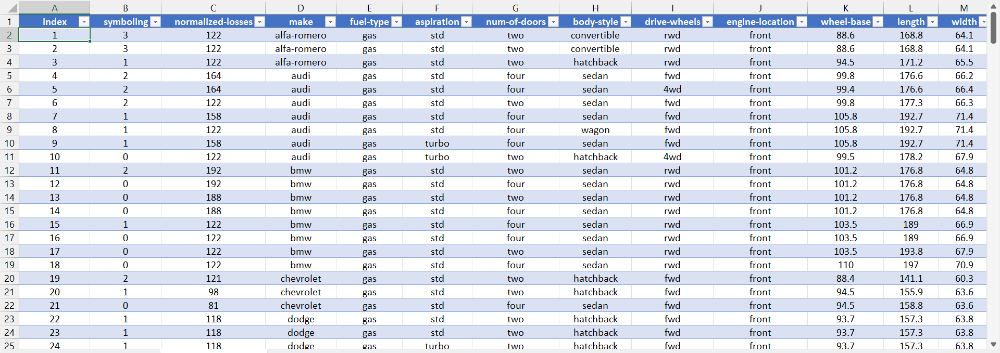 A B C D E F G H I J K L M
1 index symboling normalized-losses make fuel-type aspiration num-of-doors body-style drive-wheels engine-location wheel-base length width
2 1 3 122 alfa-romero gas std two convertible rwd front 88.6 168.8 64.1
3 2 3 122 alfa-romero gas std two convertible rwd front 88.6 168.8 64.1
4 3 1 122 alfa-romero gas std two hatchback rwd front 94.5 171.2 65.5
5 4 2 164 audi gas std four sedan fwd front 99.8 176.6 66.2
6 5 2 164 audi gas std four sedan 4wd front 99.4 176.6 66.4
7 6 2 122 audi gas std two sedan fwd front 99.8 177.3 66.3
8 7 1 158 audi gas std four sedan fwd front 105.8 192.7 71.4
9 8 1 122 audi gas std four wagon fwd front 105.8 192.7 71.4
10 9 1 158 audi gas turbo four sedan fwd front 105.8 192.7 71.4
11 10 0 122 audi gas turbo two hatchback 4wd front 99.5 178.2 67.9
12 11 2 192 bmw gas std two sedan rwd front 101.2 176.8 64.8
13 12 0 192 bmw gas std four sedan rwd front 101.2 176.8 64.8
14 13 0 188 bmw gas std two sedan rwd front 101.2 176.8 64.8
15 14 0 188 bmw gas std four sedan rwd front 101.2 176.8 64.8
16 15 1 122 bmw gas std four sedan rwd front 103.5 189 66.9
17 16 0 122 bmw gas std four sedan rwd front 103.5 189 66.9
18 17 0 122 bmw gas std two sedan rwd front 103.5 193.8 67.9
19 18 0 122 bmw gas std four sedan rwd front 110 197 70.9
20 19 2 121 chevrolet gas std two hatchback fwd front 88.4 141.1 60.3
21 20 1 98 chevrolet gas std two hatchback fwd front 94.5 155.9 63.6
22 21 0 81 chevrolet gas std four sedan fwd front 94.5 158.8 63.6
23 22 1 118 dodge gas std two hatchback fwd front 93.7 157.3 63.8
24 23 1 118 dodge gas std two hatchback fwd front 93.7 157.3 63.8
25 24 1 118 dodge gas turbo two hatchback fwd front 93.7 157.3 63.8